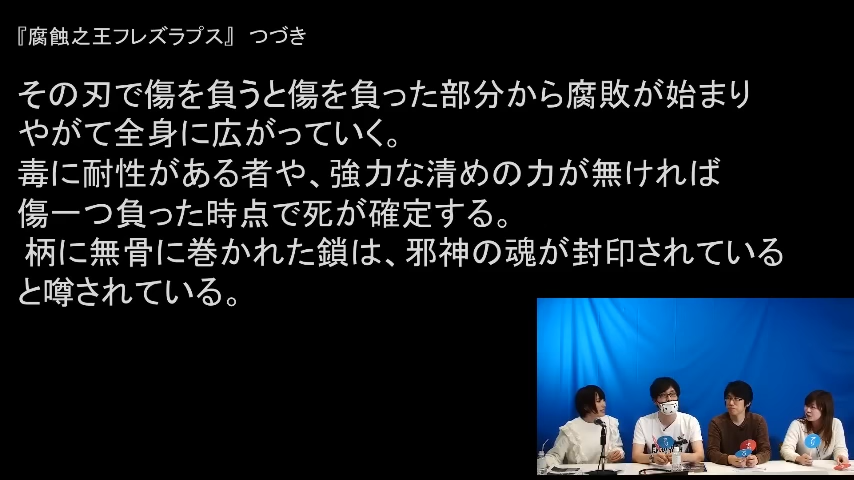 『腐蝕之王フレズラプス』 つづき
その刃で傷を負うと傷を負った部分から腐敗が始まり
やがて全身に広がっていく。
毒に耐性がある者や、強力な清めの力が無ければ
傷一つ負った時点で死が確定する。
柄に無骨に巻かれた鎖は、邪神の魂が封印されている
と噂されている。